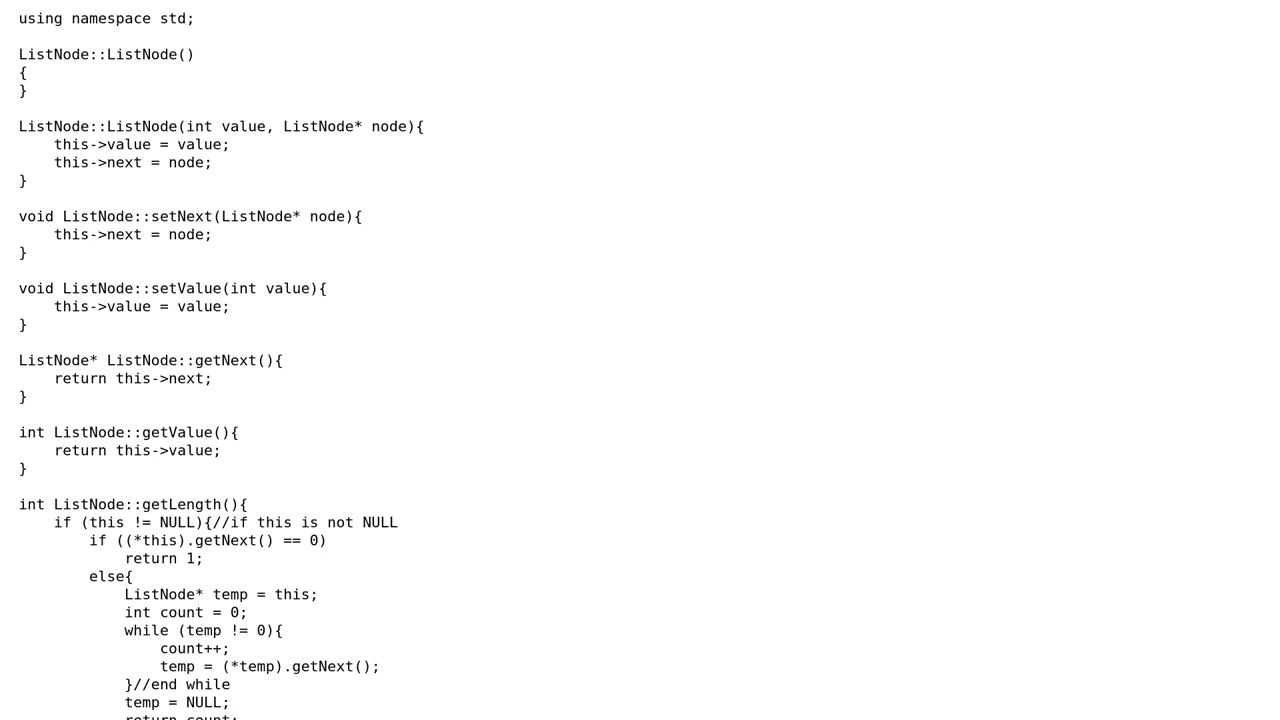 using namespace std;

ListNode::ListNode()
{
}

ListNode::ListNode(int value, ListNode* node){
    this->value = value;
    this->next = node;
}

void ListNode::setNext(ListNode* node){
    this->next = node;
}

void ListNode::setValue(int value){
    this->value = value;
}

ListNode* ListNode::getNext(){
    return this->next;
}

int ListNode::getValue(){
    return this->value;
}

int ListNode::getLength(){
    if (this != NULL){//if this is not NULL
        if ((*this).getNext() == 0)
            return 1;
        else{
            ListNode* temp = this;
            int count = 0;
            while (temp != 0){
                count++;
                temp = (*temp).getNext();
            }//end while
            temp = NULL;
            return count;